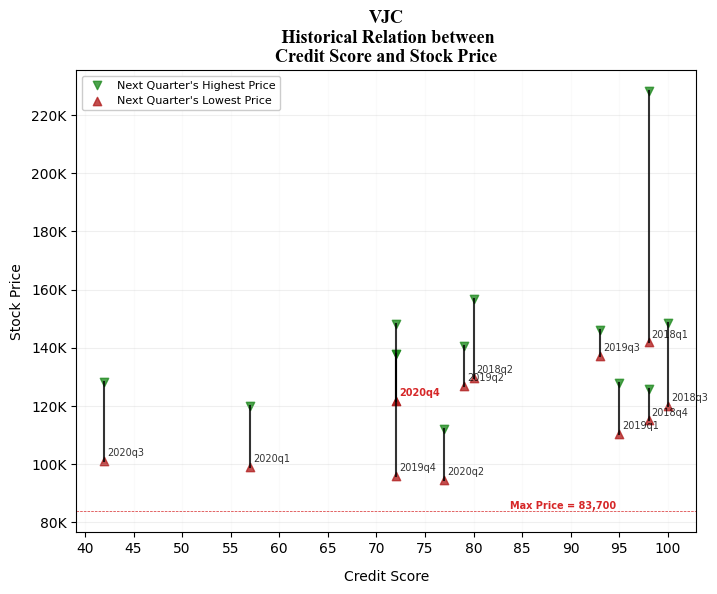 VJC
Historical Relation between
Credit Score and Stock Price
Next Quarter's Highest Price
Next Quarter's Lowest Price
Stock Price
220K
200K
180K
160K
140K
120K
100K
80K
2018q1
2019q3
2018q2
2019q2
2020q4
2018q3
2018q4
2019q1
2020q3
2020q1
2019q4
2020q2
Max Price = 83,700
40 45 50 55 60 65 70 75 80 85 90 95 100
Credit Score